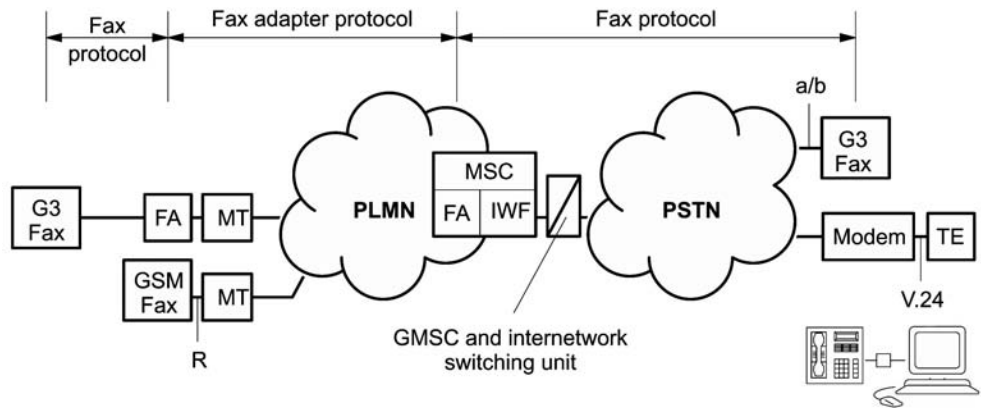 Fax
protocol
Fax adapter protocol
Fax protocol
a/b
G3
Fax
MSC
PLMN
FA
IWF
PSTN
G3
Fax
FA
MT
Modem
TE
GSM
Fax
MT
V.24
R
GMSC and internetwork
switching unit